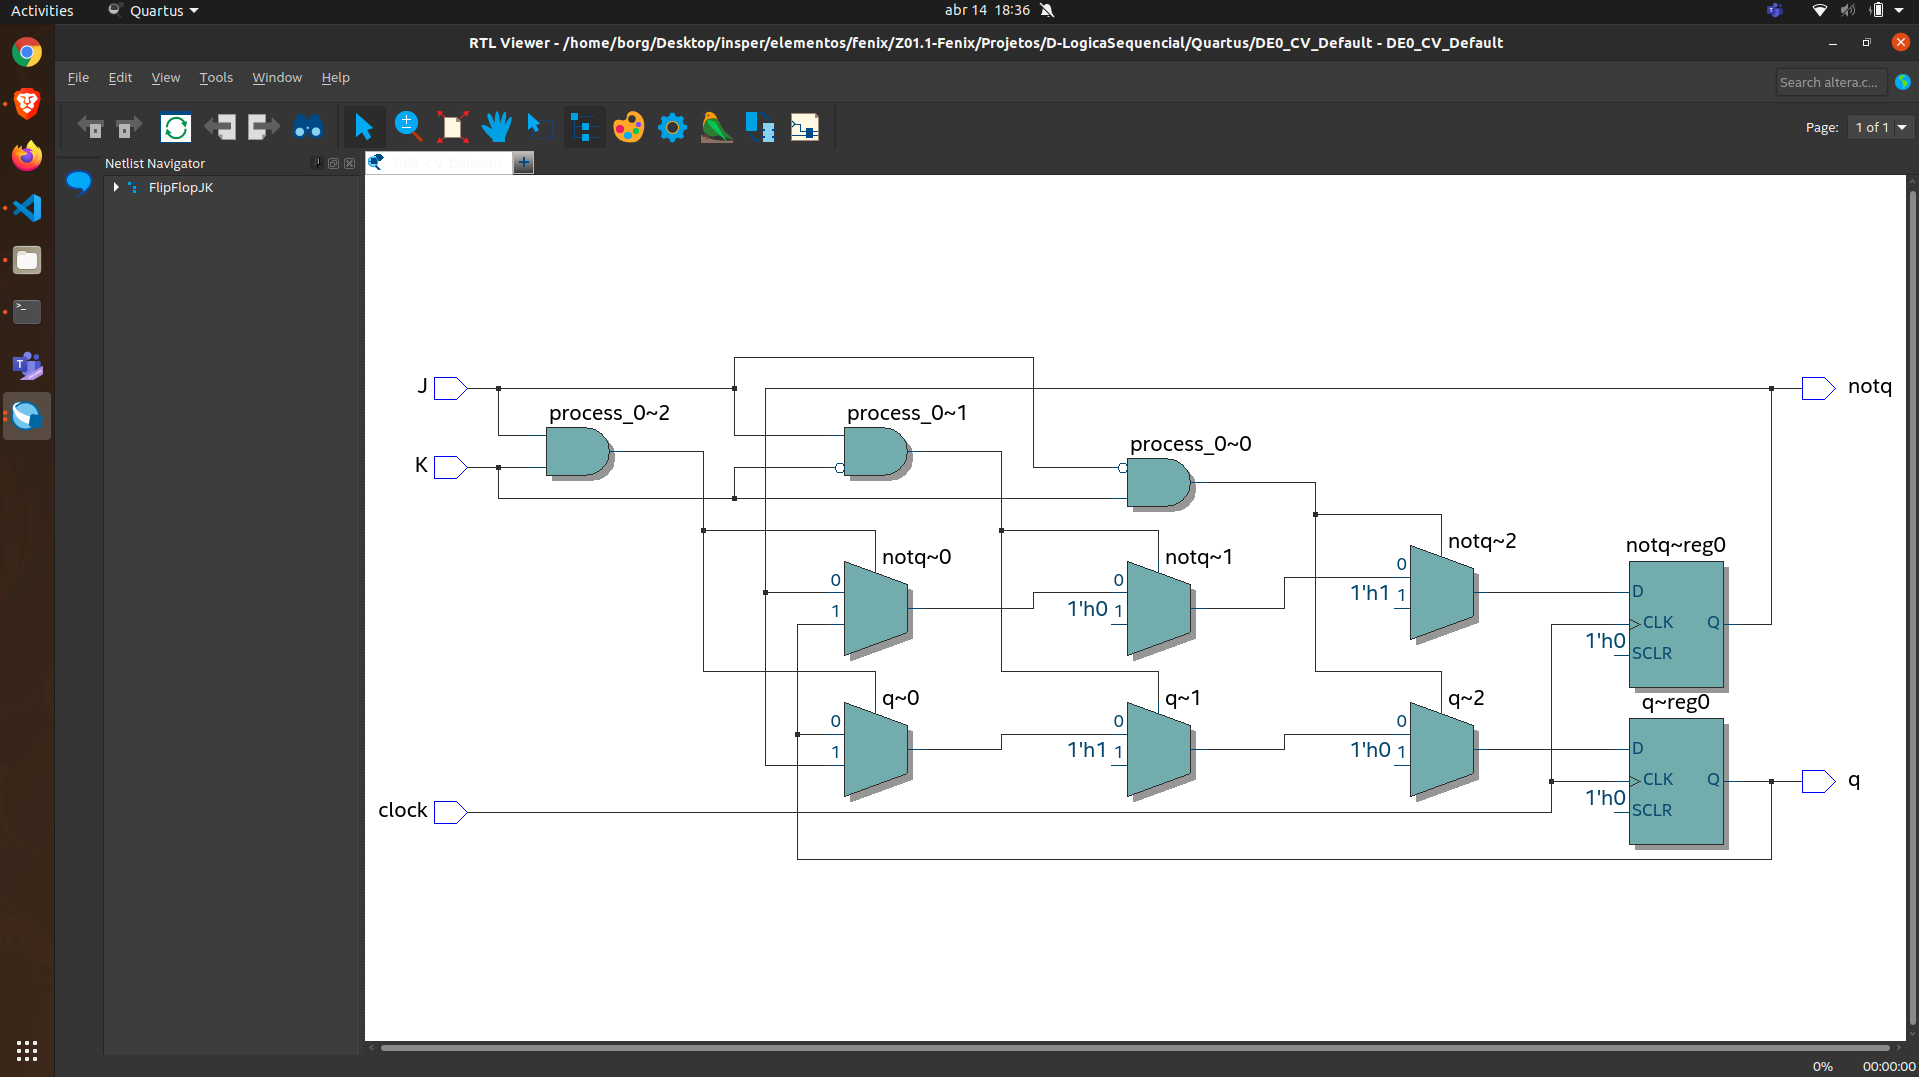 Activities
Quartus
abr 14 18:36
RTL Viewer - /home/borg/Desktop/insper/elementos/fenix/Z01.1-Fenix/Projetos/D-LogicaSequencial/Quartus/DE0_CV_Default - DE0_CV_Default
File Edit View Tools Window Help
Search altera.c...
Page: 1 of 1
Netlist Navigator
FlipFlopJK
J
notq
process_0~2
process_0~1
process_0~0
K
notq~0
notq~1
notq~2
notq~reg0
0
1
0
1'h0 1
0
1'h1 1
D
CLK
Q
1'h0
SCLR
q~0
q~1
q~2
q~reg0
0
1
0
1'h1 1
0
1'h0 1
D
CLK
Q
1'h0
SCLR
q
clock
0% 00:00:00